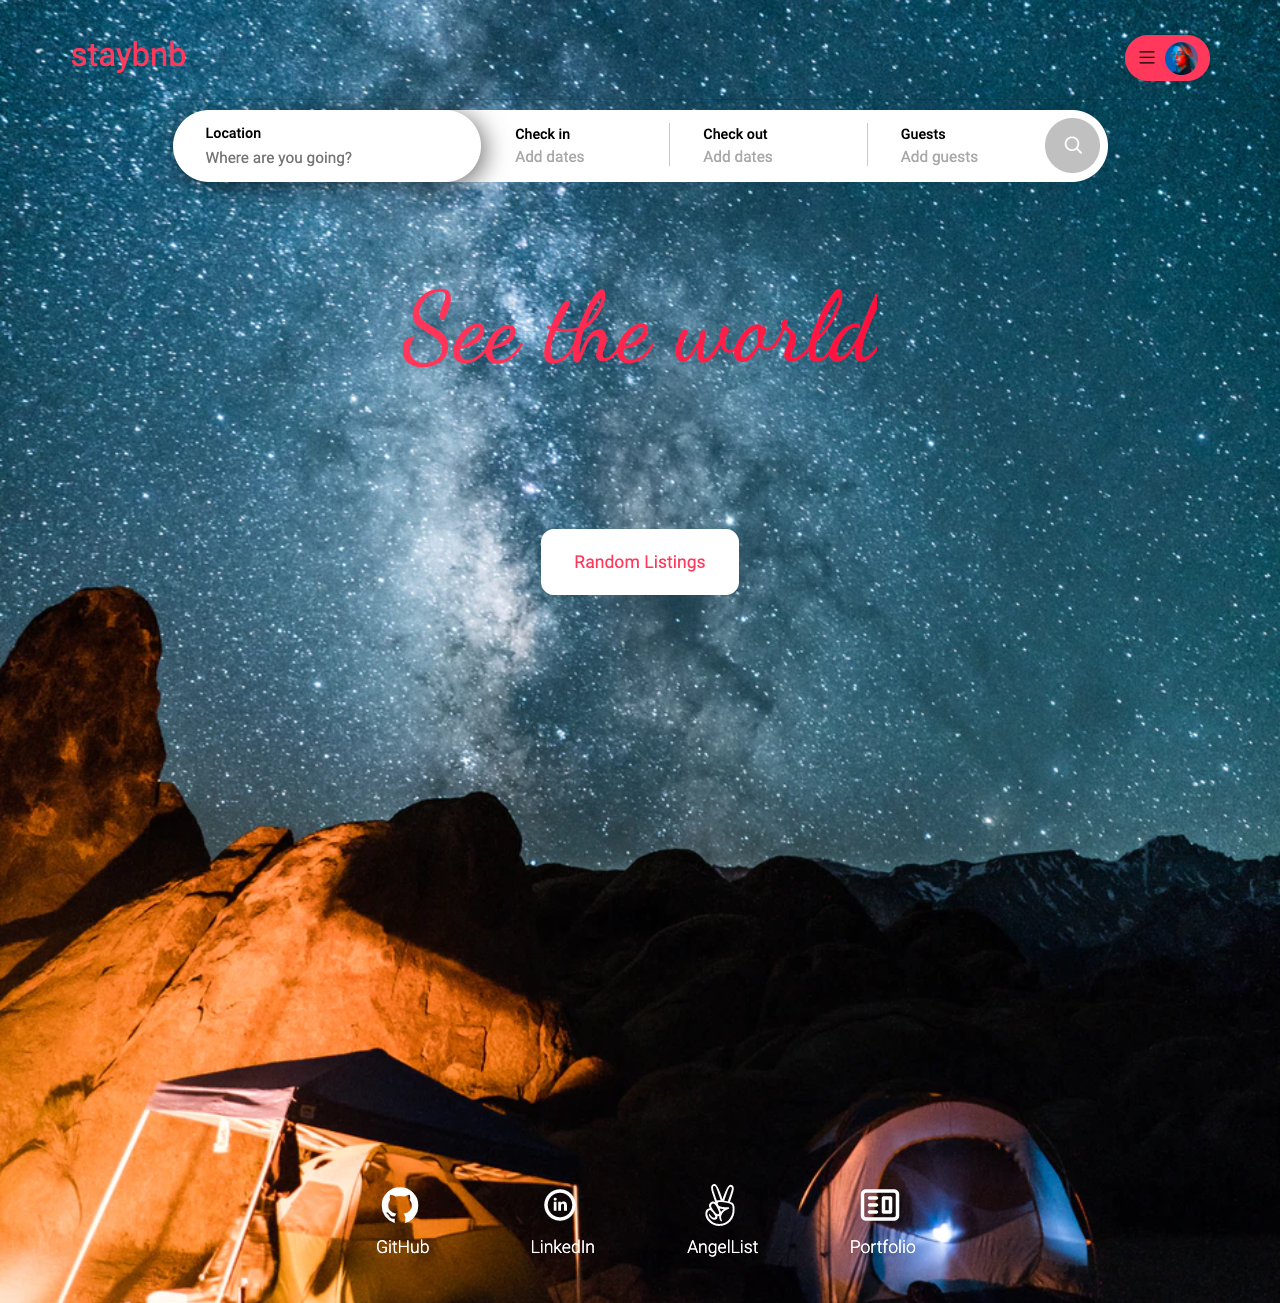 staybnb
Location
Where are you going?
Check in
Add dates
Check out
Add dates
Guests
Add guests
See the world
Random Listings
GitHub
in
LinkedIn
AngelList
Portfolio